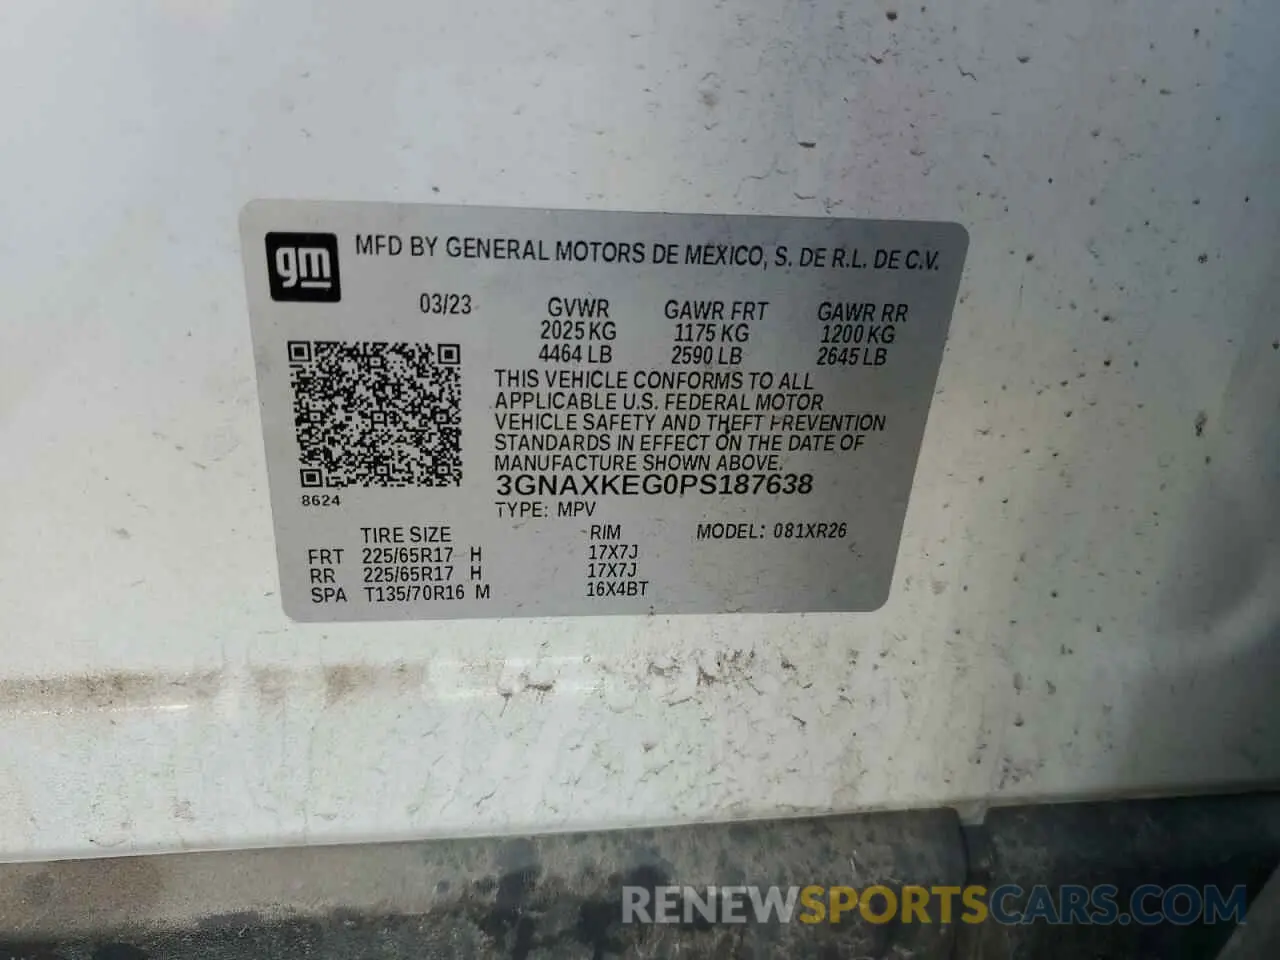 gm
MFD BY GENERAL MOTORS DE MEXICO, S. DE R.L. DE C.V.
03/23 GVWR GAWR FRT GAWR RR
2025 KG 1175 KG 1200 KG
4464 LB 2590 LB 2645 LB
THIS VEHICLE CONFORMS TO ALL
APPLICABLE U.S. FEDERAL MOTOR
VEHICLE SAFETY AND THEFT PREVENTION
STANDARDS IN EFFECT ON THE DATE OF
MANUFACTURE SHOWN ABOVE.
3GNAXKEG0PS187638
8624
TYPE: MPV
TIRE SIZE RIM MODEL: 081XR26
FRT 225/65R17 H 17X7J
RR 225/65R17 H 17X7J
SPA T135/70R16 M 16X4BT
RENEWSPORTSCARS.COM